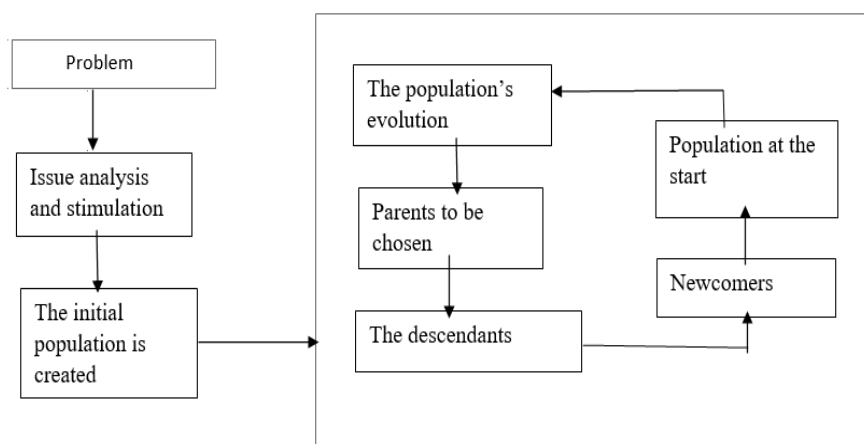 Problem
Issue analysis
and stimulation
The initial
population is
created
The population’s
evolution
Parents to be
chosen
The descendants
Newcomers
Population at the
start